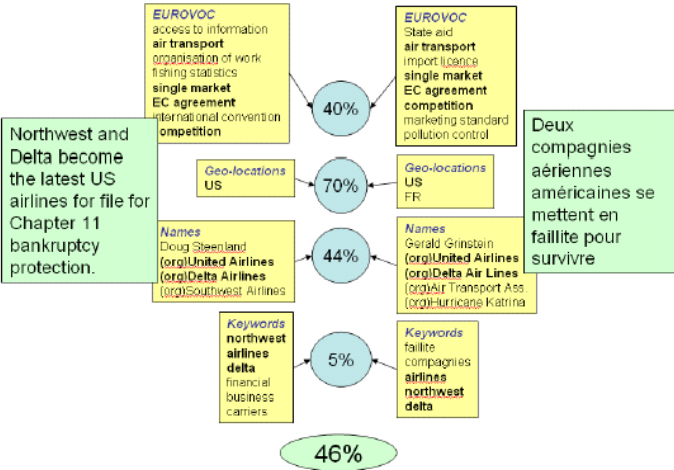 EUROVOC
access to information
air transport
organisation of work
fishing statistics
single market
EC agreement
international convention
competition
EUROVOC
State aid
air transport
import licence
single market
EC agreement
competition
marketing standard
pollution control
40%
Northwest and
Delta become
the latest US
airlines for file for
Chapter 11
bankruptcy
protection.
Deux
compagnies
aériennes
américaines se
mettent en
faillite pour
survivre
Geo-locations
US
70%
Geo-locations
US
FR
Names
Doug Steenland
(org)United Airlines
(org)Delta Airlines
(org)Southwest Airlines
44%
Names
Gerald Grinstein
(org)United Airlines
(org)Delta Air Lines
(org)Air Transport Ass.
(org)Hurricane Katrina
Keywords
northwest
airlines
delta
financial
business
carriers
5%
Keywords
faillite
compagnies
airlines
northwest
delta
46%